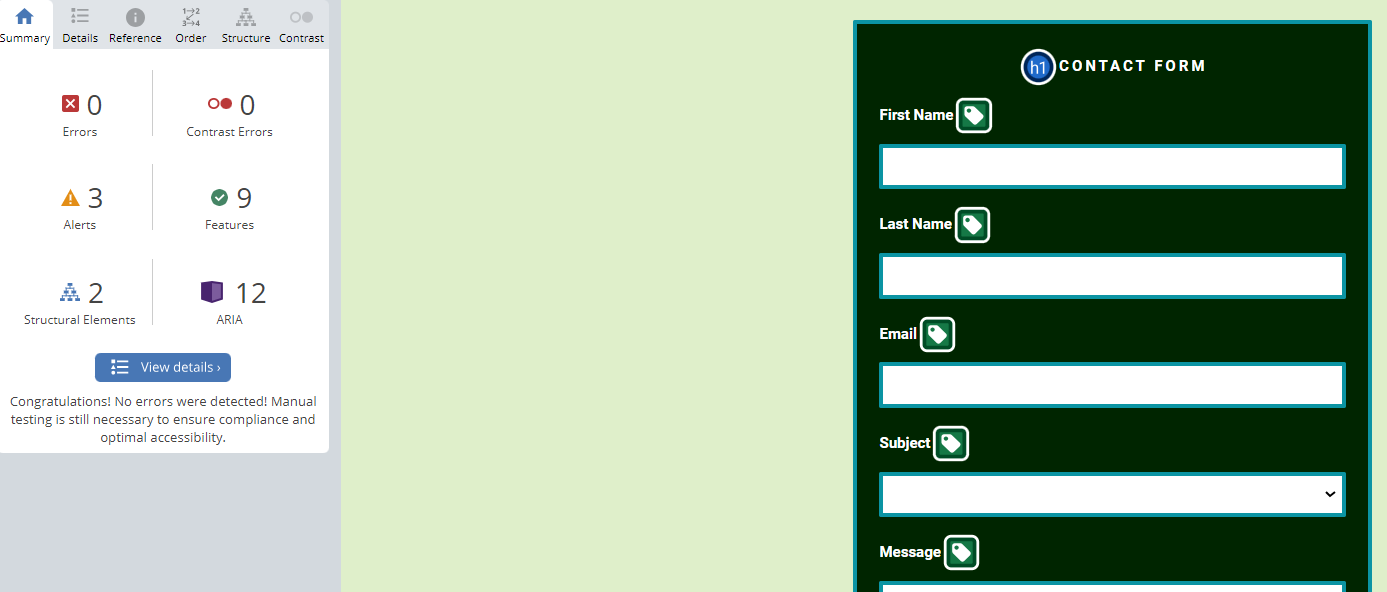 Summary Details Reference Order Structure Contrast
0 0
Errors Contrast Errors
3 9
Alerts Features
2 12
Structural Elements ARIA
View details ›
Congratulations! No errors were detected! Manual
testing is still necessary to ensure compliance and
optimal accessibility.
h1 CONTACT FORM
First Name
Last Name
Email
Subject
Message